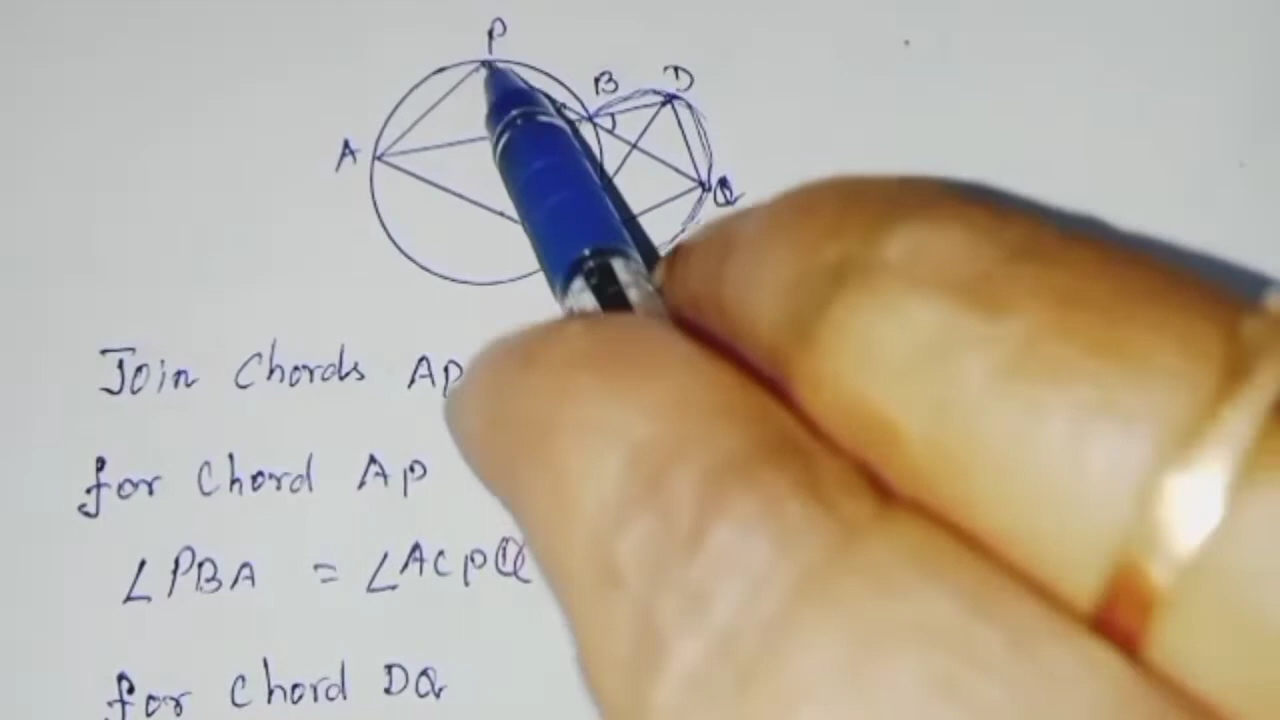 P
B D
A
Q
Join Chords AP
for Chord AP
∠PBA = ∠ACP
for Chord DQ